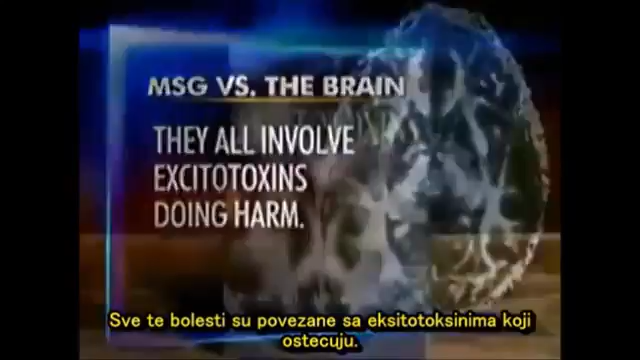 MSG VS. THE BRAIN
THEY ALL INVOLVE
EXCITOTOXINS
DOING HARM.
Sve te bolesti su povezane sa eksitotoksinima koji
ostecuju.